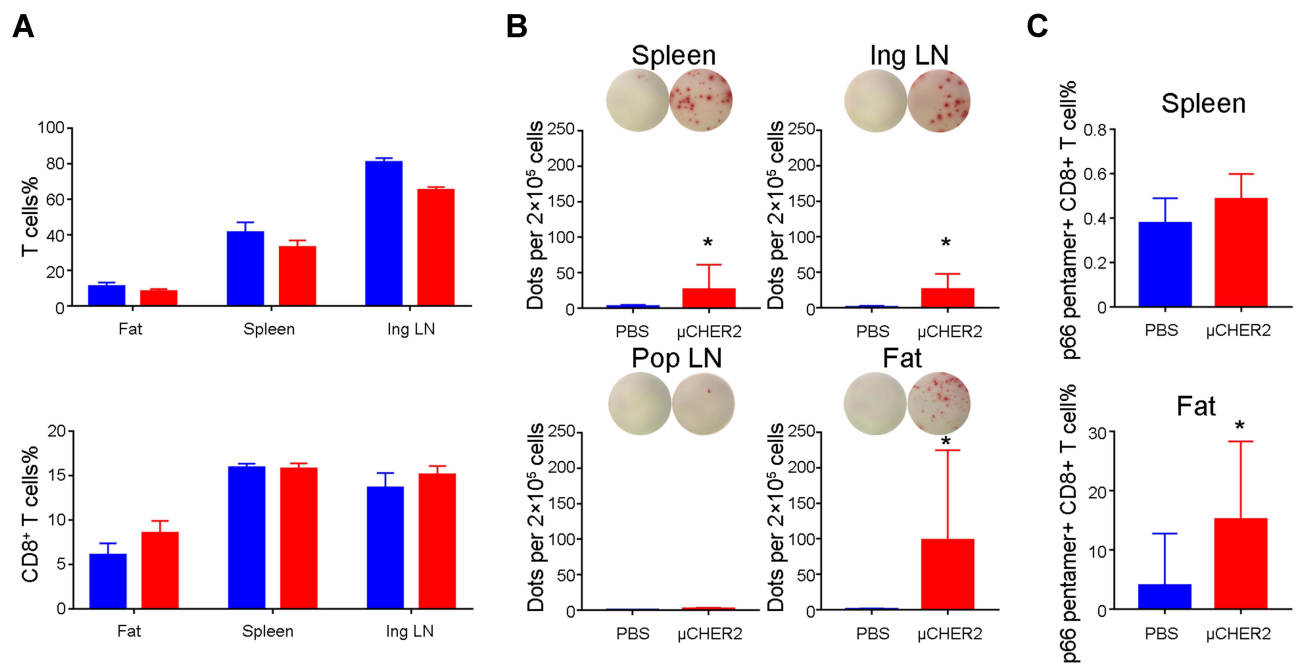 A
T cells%
100
80
60
40
20
0
Fat Spleen Ing LN
CD8⁺ T cells%
20
15
10
5
0
Fat Spleen Ing LN
B
Spleen
Dots per 2×10⁵ cells
250
200
150
100
50
0
*
PBS µCHER2
Ing LN
Dots per 2×10⁵ cells
250
200
150
100
50
0
*
PBS µCHER2
Pop LN
Dots per 2×10⁵ cells
250
200
150
100
50
0
PBS µCHER2
Fat
Dots per 2×10⁵ cells
250
200
150
100
50
0
*
PBS µCHER2
C
Spleen
p66 pentamer+ CD8+ T cell%
0.8
0.6
0.4
0.2
0
PBS µCHER2
Fat
p66 pentamer+ CD8+ T cell%
30
20
10
0
*
PBS µCHER2